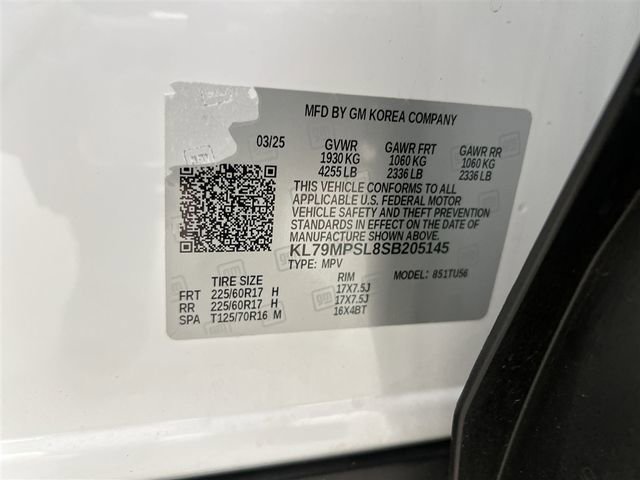 MFD BY GM KOREA COMPANY
03/25 GVWR GAWR FRT GAWR RR
1930 KG 1060 KG 1060 KG
4255 LB 2336 LB 2336 LB
THIS VEHICLE CONFORMS TO ALL
APPLICABLE U.S. FEDERAL MOTOR
VEHICLE SAFETY AND THEFT PREVENTION
STANDARDS IN EFFECT ON THE DATE OF
MANUFACTURE SHOWN ABOVE.
KL79MPSL8SB205145
TYPE: MPV MODEL: 851TU56
TIRE SIZE RIM
FRT 225/60R17 H 17X7.5J
RR 225/60R17 H 17X7.5J
SPA T125/70R16 M 16X4BT